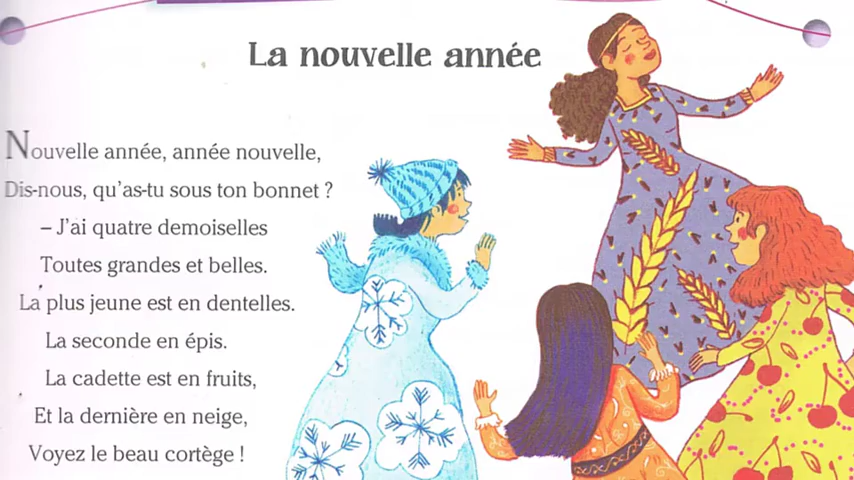 La nouvelle année
Nouvelle année, année nouvelle,
Dis-nous, qu'as-tu sous ton bonnet ?
– J'ai quatre demoiselles
Toutes grandes et belles.
La plus jeune est en dentelles.
La seconde en épis.
La cadette est en fruits,
Et la dernière en neige,
Voyez le beau cortège !